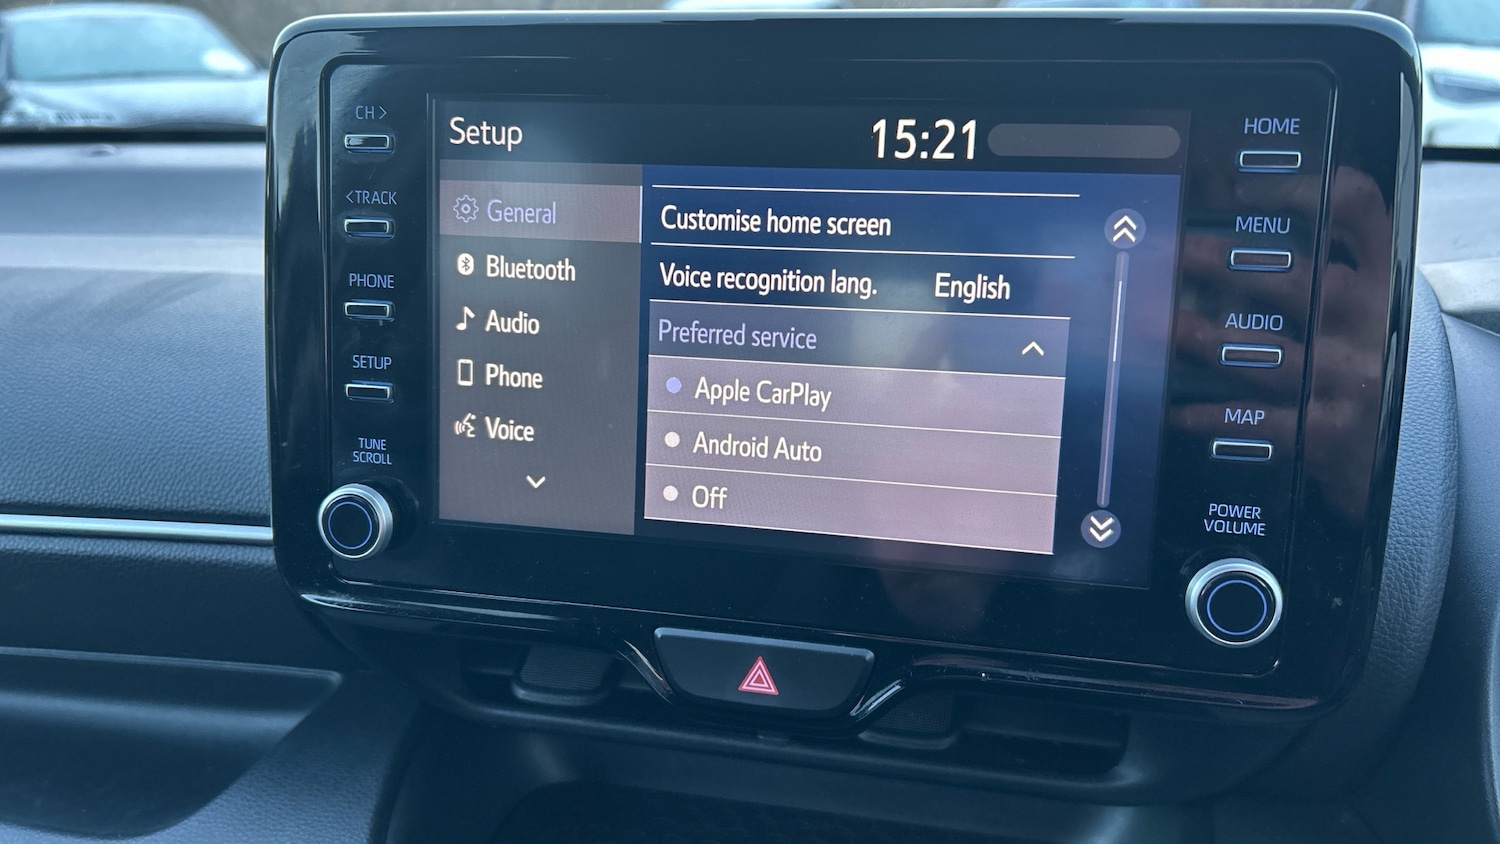 CH >
< TRACK
PHONE
SETUP
TUNE
SCROLL
Setup
15:21
General
Bluetooth
Audio
Phone
Voice
Customise home screen
Voice recognition lang. English
Preferred service
Apple CarPlay
Android Auto
Off
HOME
MENU
AUDIO
MAP
POWER
VOLUME